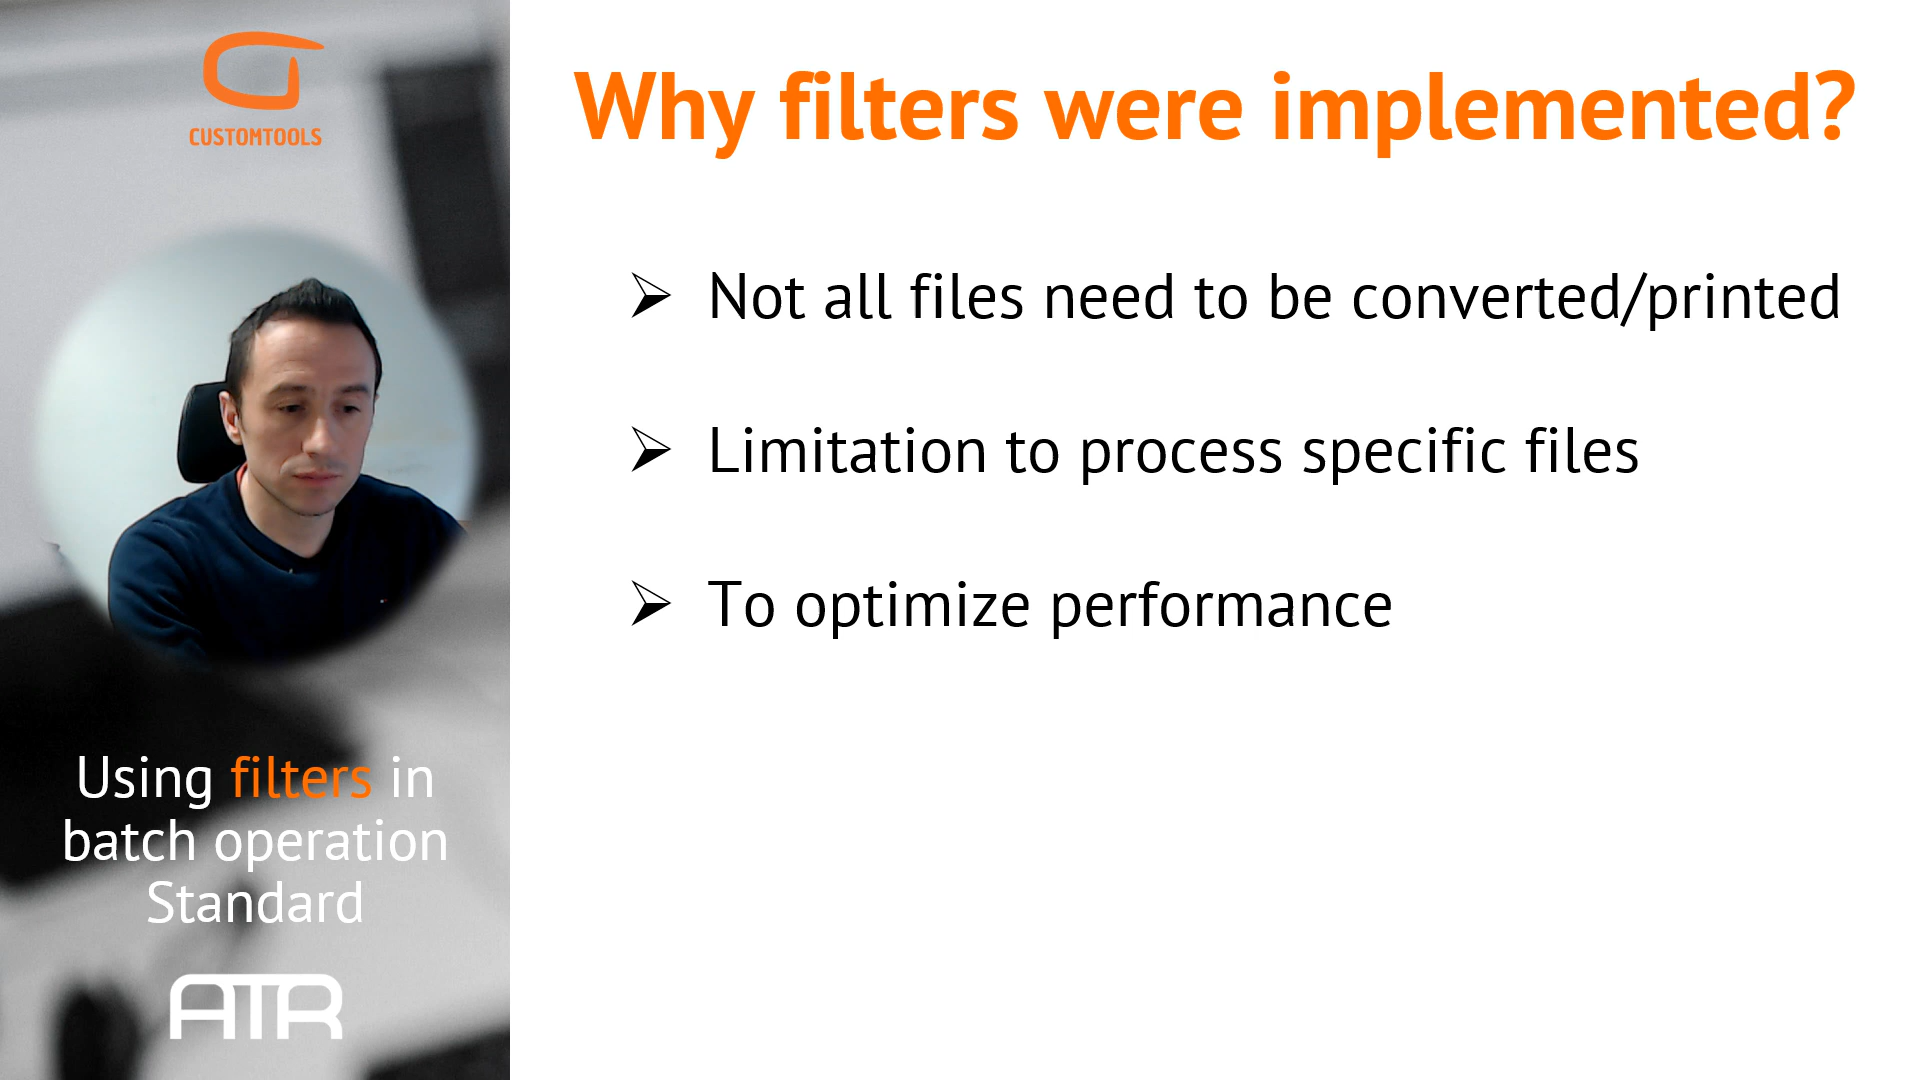 CUSTOMTOOLS
Using filters in
batch operation
Standard
ATR
Why filters were implemented?
➢ Not all files need to be converted/printed
➢ Limitation to process specific files
➢ To optimize performance